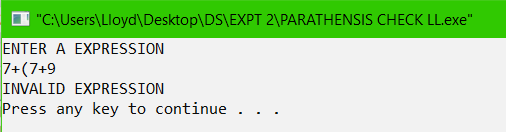 "C:\Users\Lloyd\Desktop\DS\EXPT 2\PARATHENSIS CHECK LL.exe"
ENTER A EXPRESSION
7+(7+9
INVALID EXPRESSION
Press any key to continue . . .